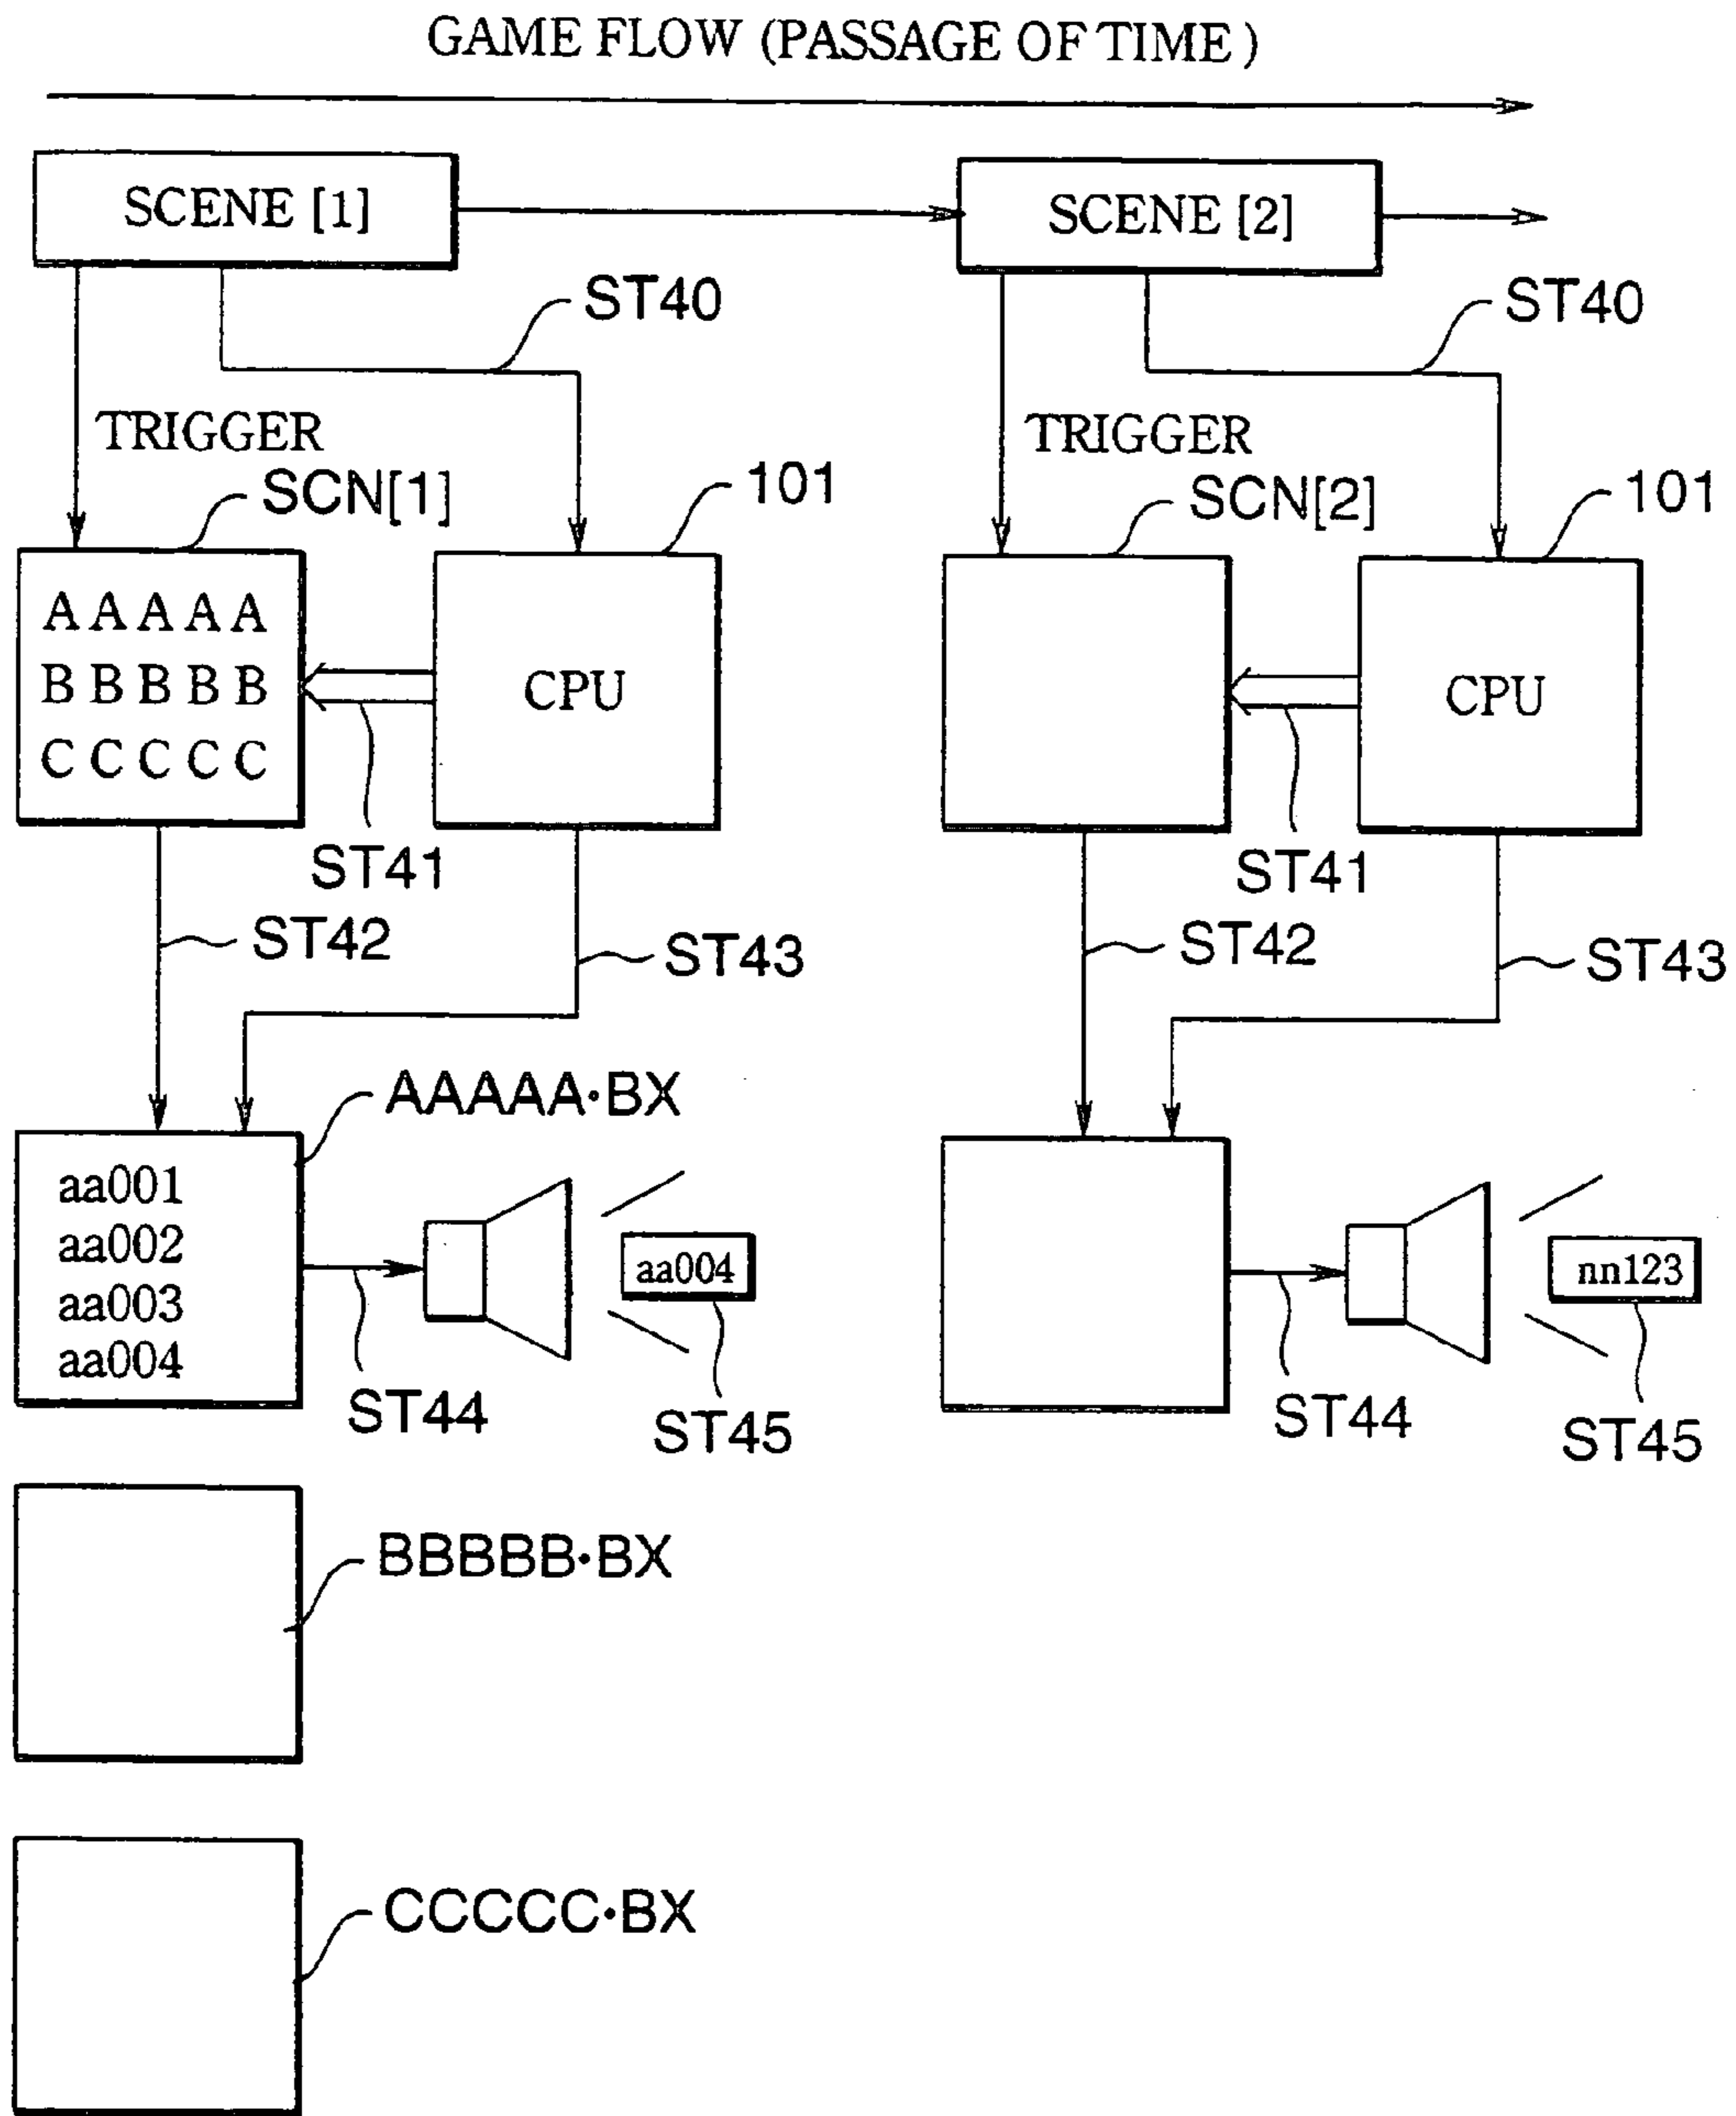 GAME FLOW (PASSAGE OF TIME)
SCENE [1]
SCENE [2]
ST40
ST40
TRIGGER
TRIGGER
SCN[1]
101
SCN[2]
101
A A A A A
B B B B B
C C C C C
CPU
CPU
ST41
ST41
ST42
ST43
ST42
ST43
AAAAA·BX
aa001
aa002
aa003
aa004
aa004
nn123
ST44
ST45
ST44
ST45
BBBBB·BX
CCCCC·BX